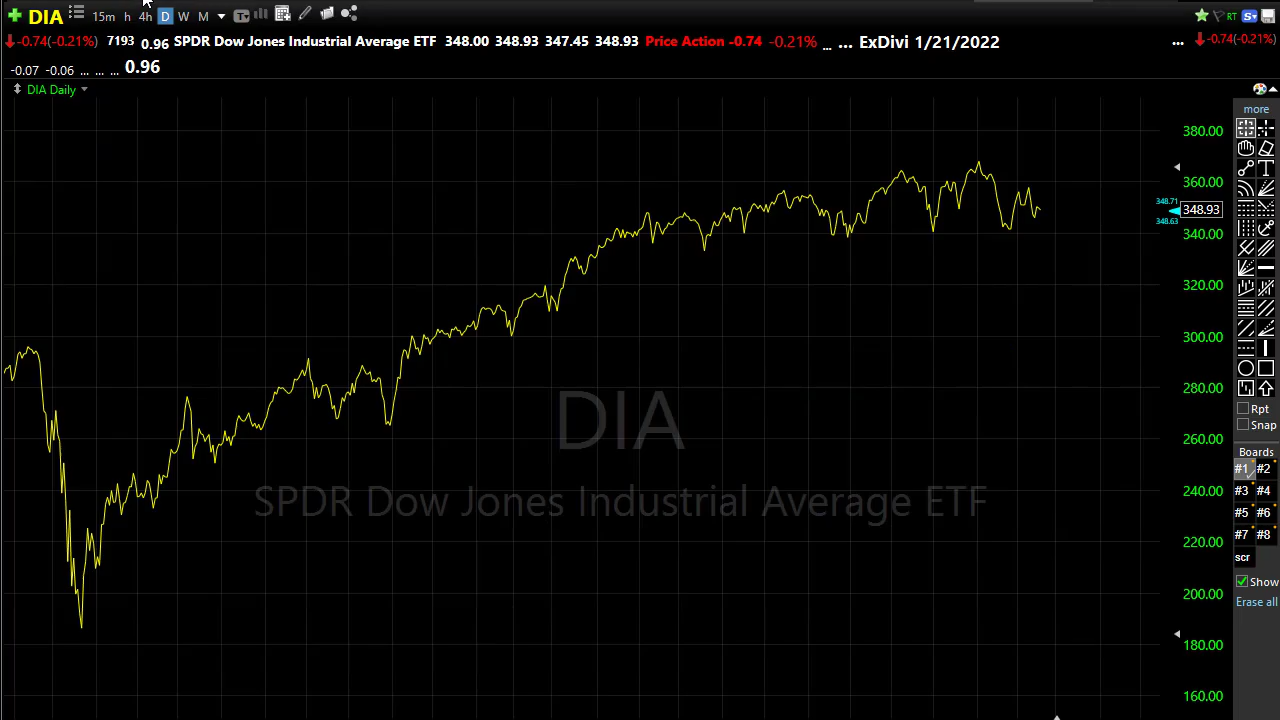 DIA 15m h 4h D W M T RT S
-0.74(-0.21%) 7193 0.96 SPDR Dow Jones Industrial Average ETF 348.00 348.93 347.45 348.93 Price Action -0.74 -0.21% ... ... ExDivi 1/21/2022 ... -0.74(-0.21%)
-0.07 -0.06 ... ... 0.96
DIA Daily
more
380.00
360.00
348.71
348.93
348.63
340.00
320.00
300.00
280.00
260.00
240.00
220.00
200.00
180.00
160.00
DIA
SPDR Dow Jones Industrial Average ETF
T
Rpt
Snap
Boards
#1 #2
#3 #4
#5 #6
#7 #8
scr
Show
Erase all